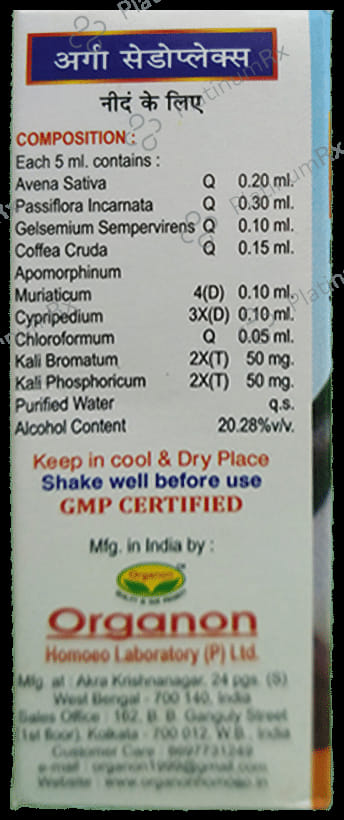 अर्गी सेडोप्लेक्स
नीदं के लिए
COMPOSITION :
Each 5 ml. contains :
Avena Sativa Q 0.20 ml.
Passiflora Incarnata Q 0.30 ml.
Gelsemium Sempervirens Q 0.10 ml.
Coffea Cruda Q 0.15 ml.
Apomorphinum
Muriaticum 4(D) 0.10 ml.
Cypripedium 3X(D) 0.10 ml.
Chloroformum Q 0.05 ml.
Kali Bromatum 2X(T) 50 mg.
Kali Phosphoricum 2X(T) 50 mg.
Purified Water q.s.
Alcohol Content 20.28%v/v.
Keep in cool & Dry Place
Shake well before use
GMP CERTIFIED
Mfg. in India by :
Organon
Organon
Homoeo Laboratory (P) Ltd.
Mfg. at : Akra Krishnanagar, 24 pgs. (S)
West Bengal - 700 140, India
Sales Office : 162, B. B. Ganguly Street
1st floor), Kolkata - 700 012, W.B., India
Customer Care :
e-mail :
Website :
PlatinumRx